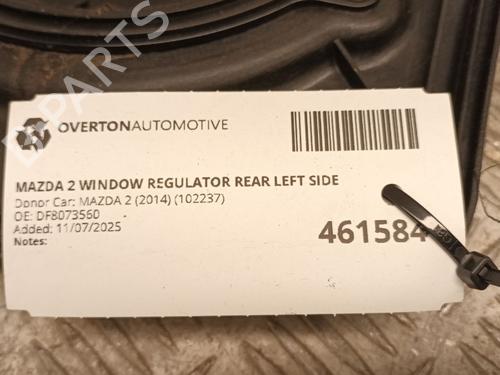 B-PARTS
OVERTONAUTOMOTIVE
MAZDA 2 WINDOW REGULATOR REAR LEFT SIDE
Donor Car: MAZDA 2 (2014) (102237)
OE: DF8073560
Added: 11/07/2025
Notes:
461584